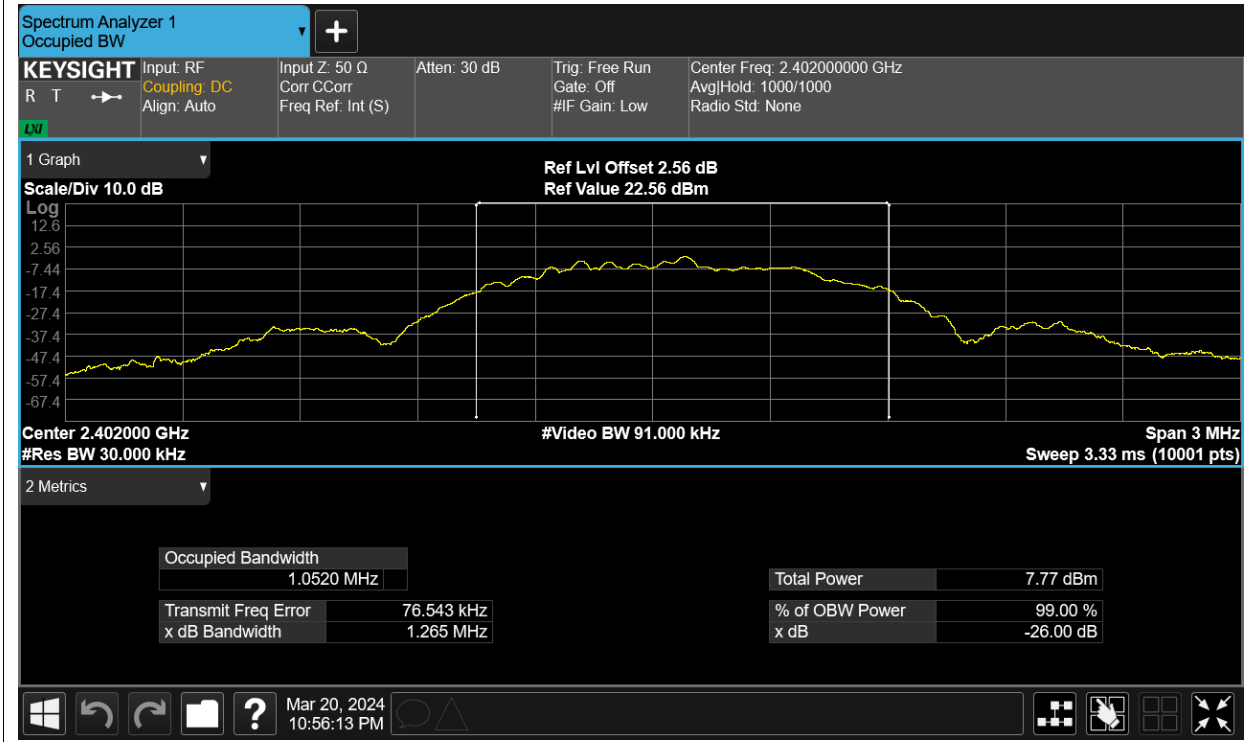 Spectrum Analyzer 1
Occupied BW
KEYSIGHT
R T
LXI
Input: RF
Coupling: DC
Align: Auto
Input Z: 50 Ω
Corr CCorr
Freq Ref: Int (S)
Atten: 30 dB
Trig: Free Run
Gate: Off
#IF Gain: Low
Center Freq: 2.402000000 GHz
Avg|Hold: 1000/1000
Radio Std: None
1 Graph
Scale/Div 10.0 dB
Ref Lvl Offset 2.56 dB
Ref Value 22.56 dBm
Log
12.6
2.56
-7.44
-17.4
-27.4
-37.4
-47.4
-57.4
-67.4
Center 2.402000 GHz
#Video BW 91.000 kHz
Span 3 MHz
#Res BW 30.000 kHz
Sweep 3.33 ms (10001 pts)
2 Metrics
Occupied Bandwidth
1.0520 MHz
Total Power 7.77 dBm
Transmit Freq Error 76.543 kHz
% of OBW Power 99.00 %
x dB Bandwidth 1.265 MHz
x dB -26.00 dB
?
Mar 20, 2024
10:56:13 PM